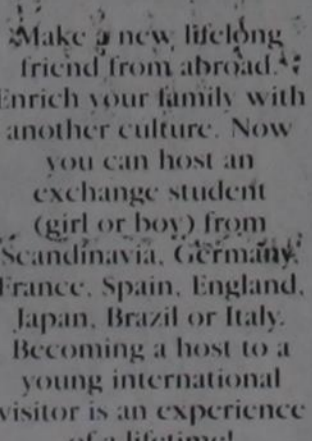 Make a new lifelong
friend from abroad.
Enrich your family with
another culture. Now
you can host an
exchange student
(girl or boy) from
Scandinavia, Germany,
France, Spain, England,
Japan, Brazil or Italy.
Becoming a host to a
young international
visitor is an experience
of a lifetime!